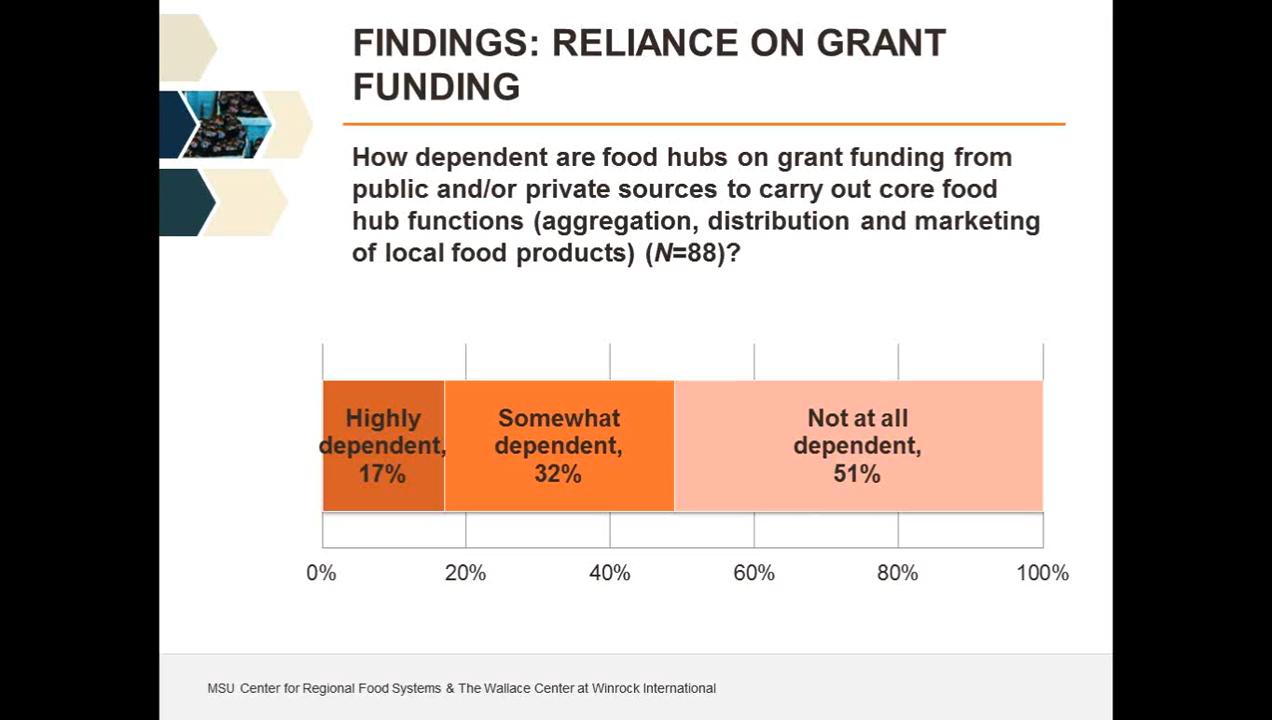 FINDINGS: RELIANCE ON GRANT
FUNDING
How dependent are food hubs on grant funding from
public and/or private sources to carry out core food
hub functions (aggregation, distribution and marketing
of local food products) (N=88)?
Highly
dependent,
17%
Somewhat
dependent,
32%
Not at all
dependent,
51%
0%
20%
40%
60%
80%
100%
MSU Center for Regional Food Systems & The Wallace Center at Winrock International